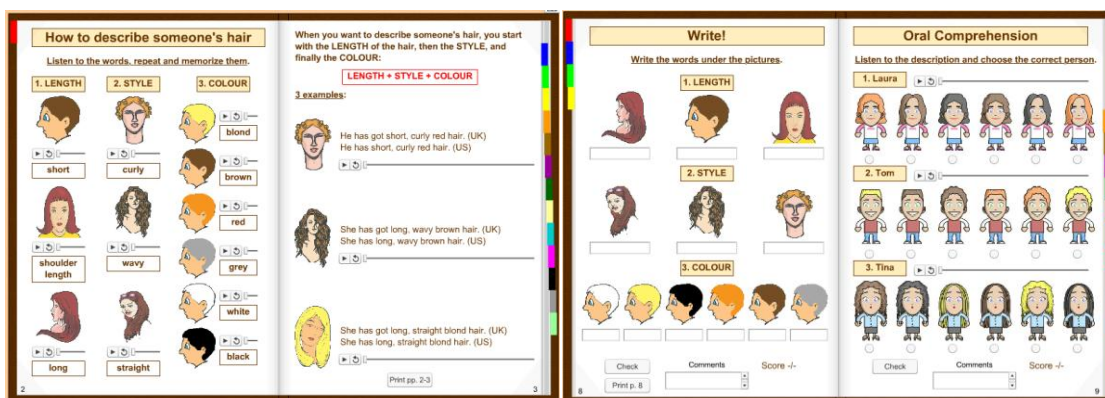 How to describe someone's hair
Listen to the words, repeat and memorize them.
1. LENGTH
2. STYLE
3. COLOUR
short
curly
blond
brown
shoulder
length
wavy
red
grey
white
long
straight
black
2
When you want to describe someone's hair, you start
with the LENGTH of the hair, then the STYLE, and
finally the COLOUR:
LENGTH + STYLE + COLOUR
3 examples:
He has got short, curly red hair. (UK)
He has short, curly red hair. (US)
She has got long, wavy brown hair. (UK)
She has long, wavy brown hair. (US)
She has got long, straight blond hair. (UK)
She has long, straight blond hair. (US)
Print pp. 2-3
3
Write!
Write the words under the pictures.
1. LENGTH
2. STYLE
3. COLOUR
Check
Comments
Score -/-
Print p. 8
8
Oral Comprehension
Listen to the description and choose the correct person.
1. Laura
2. Tom
3. Tina
Check
Comments
Score -/-
9